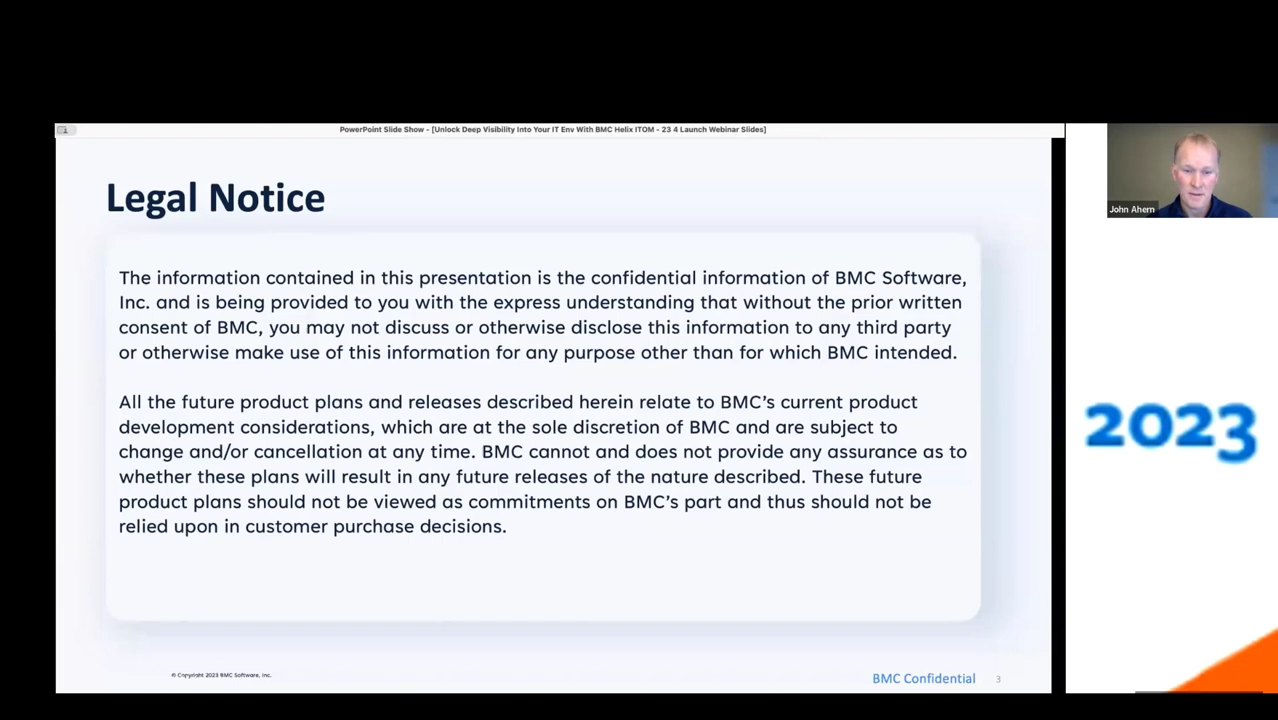 PowerPoint Slide Show - [Unlock Deep Visibility Into Your IT Env With BMC Helix ITOM - 23 4 Launch Webinar Slides]
Legal Notice
The information contained in this presentation is the confidential information of BMC Software,
Inc. and is being provided to you with the express understanding that without the prior written
consent of BMC, you may not discuss or otherwise disclose this information to any third party
or otherwise make use of this information for any purpose other than for which BMC intended.
All the future product plans and releases described herein relate to BMC’s current product
development considerations, which are at the sole discretion of BMC and are subject to
change and/or cancellation at any time. BMC cannot and does not provide any assurance as to
whether these plans will result in any future releases of the nature described. These future
product plans should not be viewed as commitments on BMC’s part and thus should not be
relied upon in customer purchase decisions.
© Copyright 2023 BMC Software, Inc.
BMC Confidential
3
John Ahern
2023